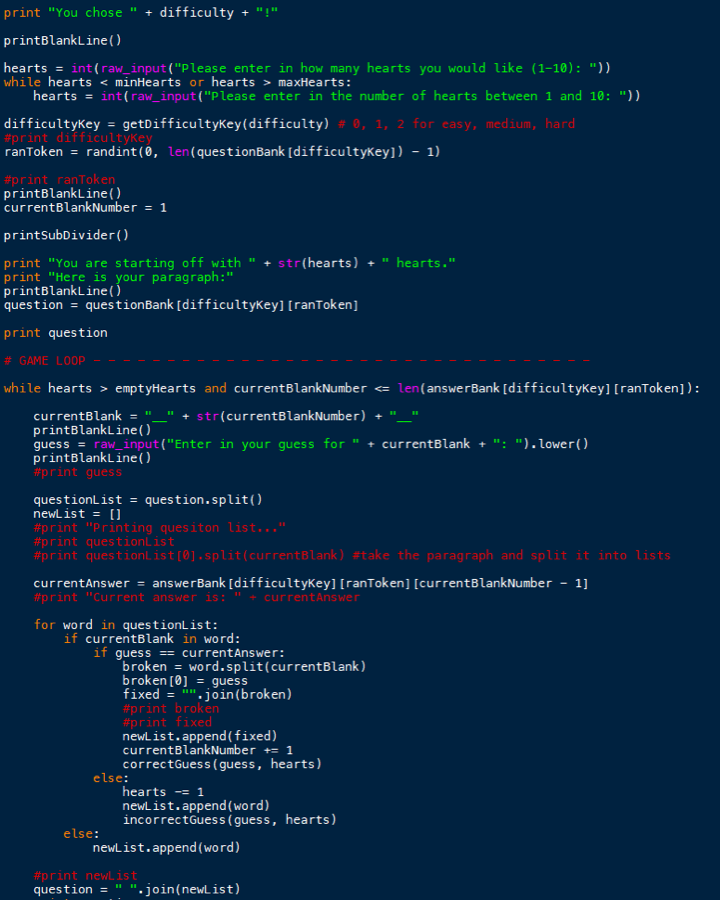 print "You chose " + difficulty + "!"
printBlankLine()
hearts = int(raw_input("Please enter in how many hearts you would like (1-10): "))
while hearts < minHearts or hearts > maxHearts:
    hearts = int(raw_input("Please enter in the number of hearts between 1 and 10: "))
difficultyKey = getDifficultyKey(difficulty) # 0, 1, 2 for easy, medium, hard
#print difficultyKey
ranToken = randint(0, len(questionBank[difficultyKey]) - 1)
#print ranToken
printBlankLine()
currentBlankNumber = 1
printSubDivider()
print "You are starting off with " + str(hearts) + " hearts."
print "Here is your paragraph:"
printBlankLine()
question = questionBank[difficultyKey][ranToken]
print question
# GAME LOOP - - - - - - - - - - - - - - - - - - - - - - - - - - - - - - - - - -
while hearts > emptyHearts and currentBlankNumber <= len(answerBank[difficultyKey][ranToken]):
    currentBlank = "__" + str(currentBlankNumber) + "__"
    printBlankLine()
    guess = raw_input("Enter in your guess for " + currentBlank + ": ").lower()
    printBlankLine()
    #print guess
    questionList = question.split()
    newList = []
    #print "Printing quesiton list..."
    #print questionList
    #print questionList[0].split(currentBlank) #take the paragraph and split it into lists
    currentAnswer = answerBank[difficultyKey][ranToken][currentBlankNumber - 1]
    #print "Current answer is: " + currentAnswer
    for word in questionList:
        if currentBlank in word:
            if guess == currentAnswer:
                broken = word.split(currentBlank)
                broken[0] = guess
                fixed = "".join(broken)
                #print broken
                #print fixed
                newList.append(fixed)
                currentBlankNumber += 1
                correctGuess(guess, hearts)
            else:
                hearts -= 1
                newList.append(word)
                incorrectGuess(guess, hearts)
        else:
            newList.append(word)
    #print newList
    question = " ".join(newList)